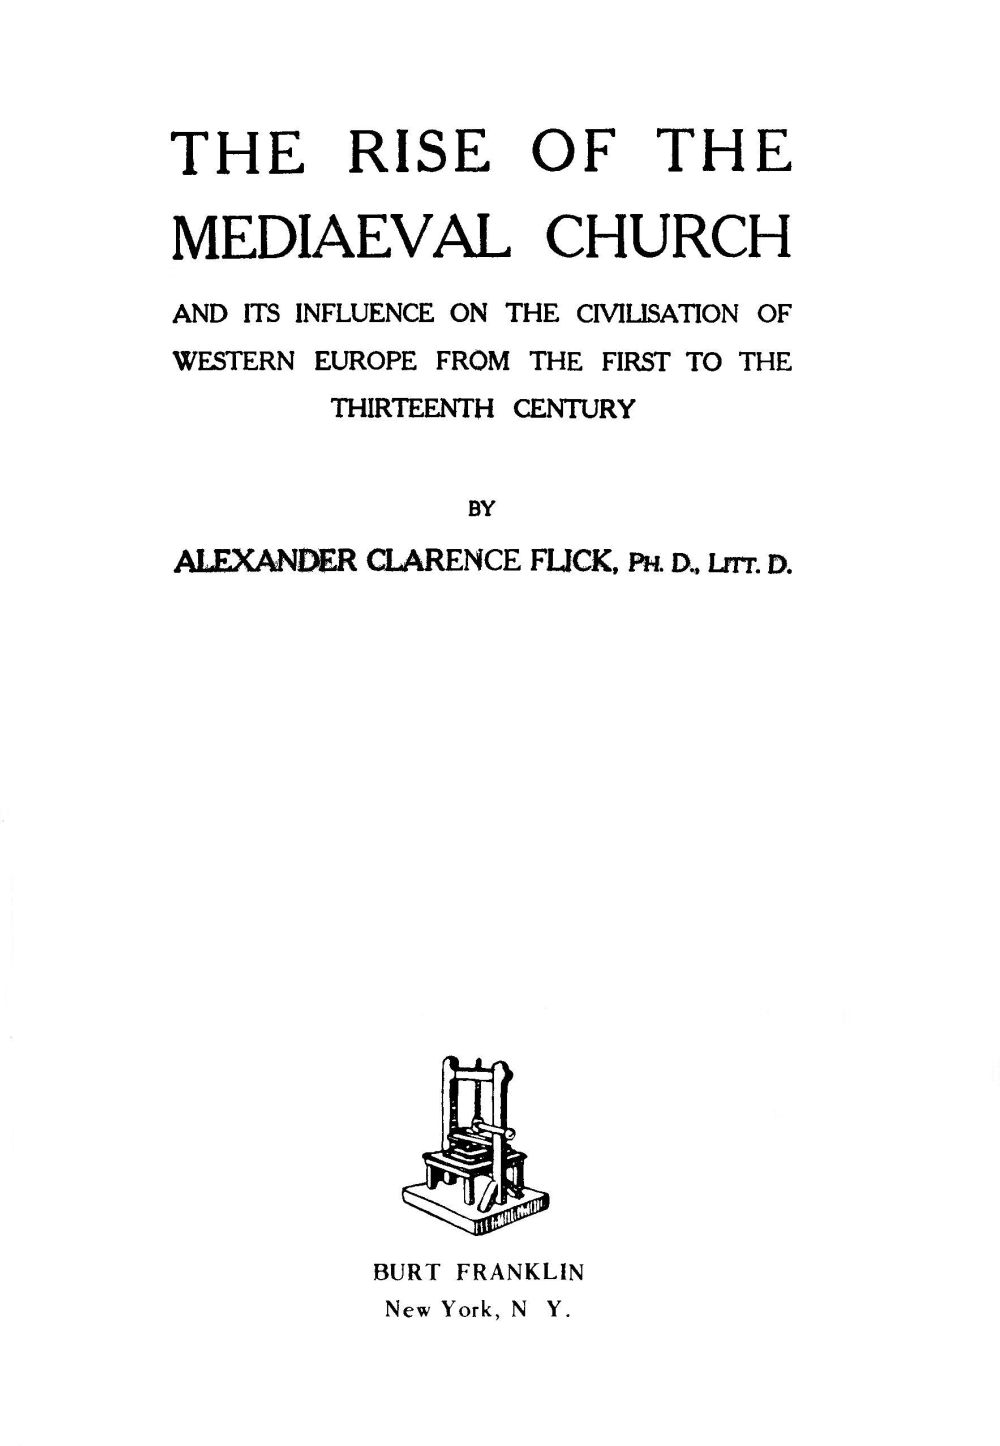 THE RISE OF THE
MEDIAEVAL CHURCH
AND ITS INFLUENCE ON THE CIVILISATION OF
WESTERN EUROPE FROM THE FIRST TO THE
THIRTEENTH CENTURY
BY
ALEXANDER CLARENCE FLICK, PH. D., LITT. D.
BURT FRANKLIN
New York, N Y.